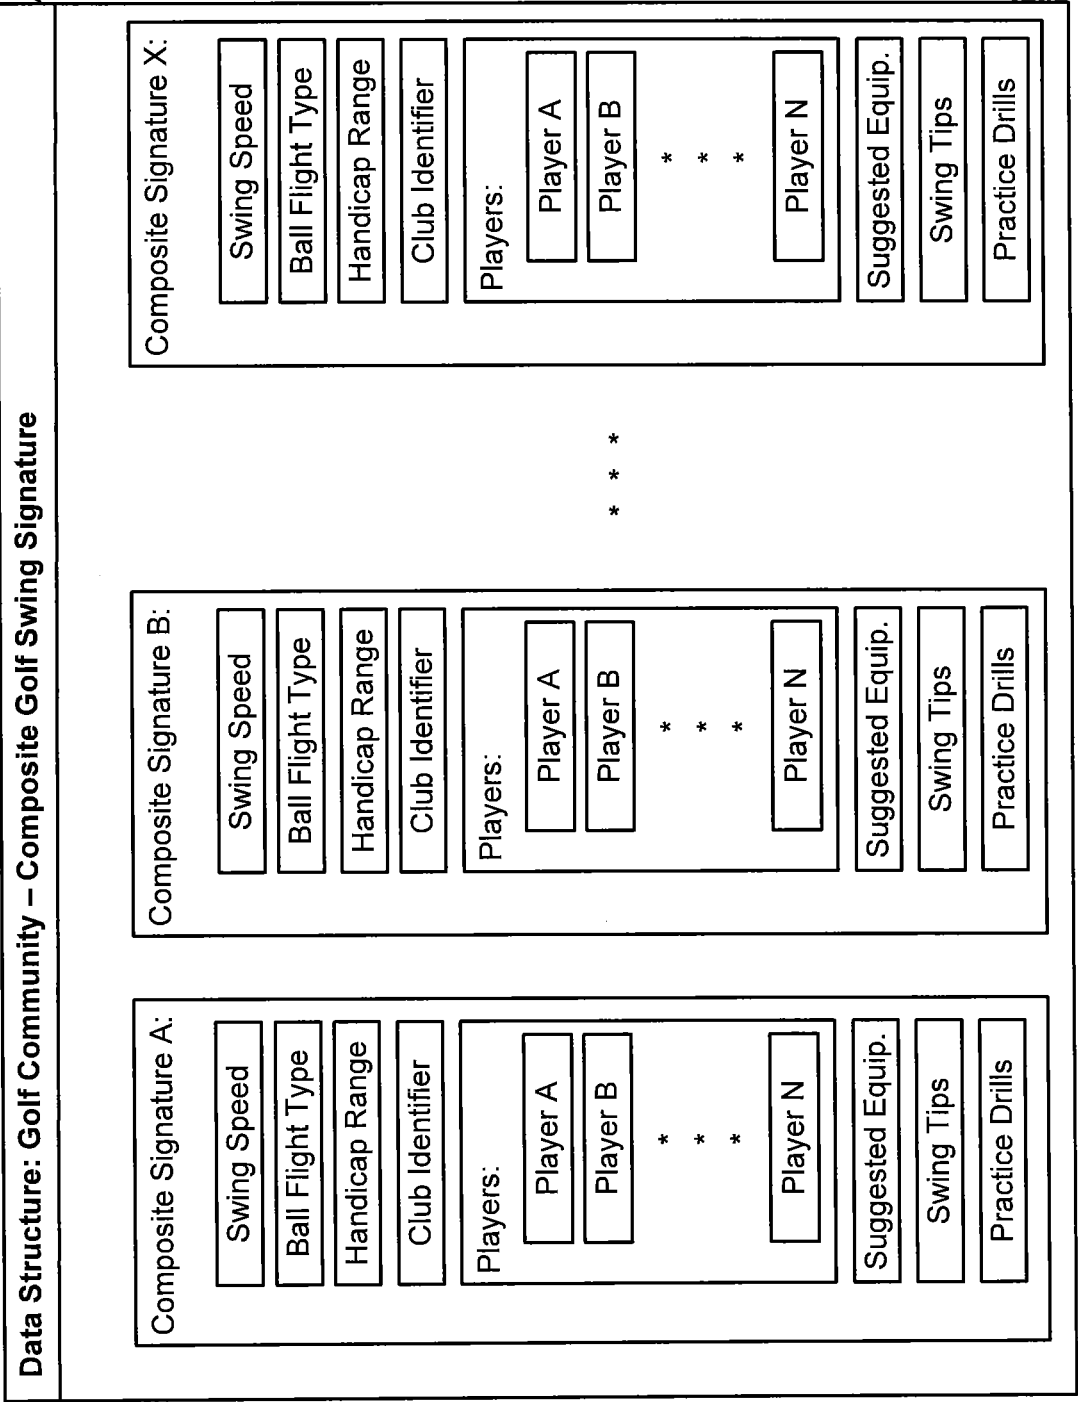 Data Structure: Golf Community – Composite Golf Swing Signature
Composite Signature A:
Swing Speed
Ball Flight Type
Handicap Range
Club Identifier
Players:
Player A
Player B
*
*
*
Player N
Suggested Equip.
Swing Tips
Practice Drills
Composite Signature B:
Swing Speed
Ball Flight Type
Handicap Range
Club Identifier
Players:
Player A
Player B
*
*
*
Player N
Suggested Equip.
Swing Tips
Practice Drills
* * *
Composite Signature X:
Swing Speed
Ball Flight Type
Handicap Range
Club Identifier
Players:
Player A
Player B
*
*
*
Player N
Suggested Equip.
Swing Tips
Practice Drills